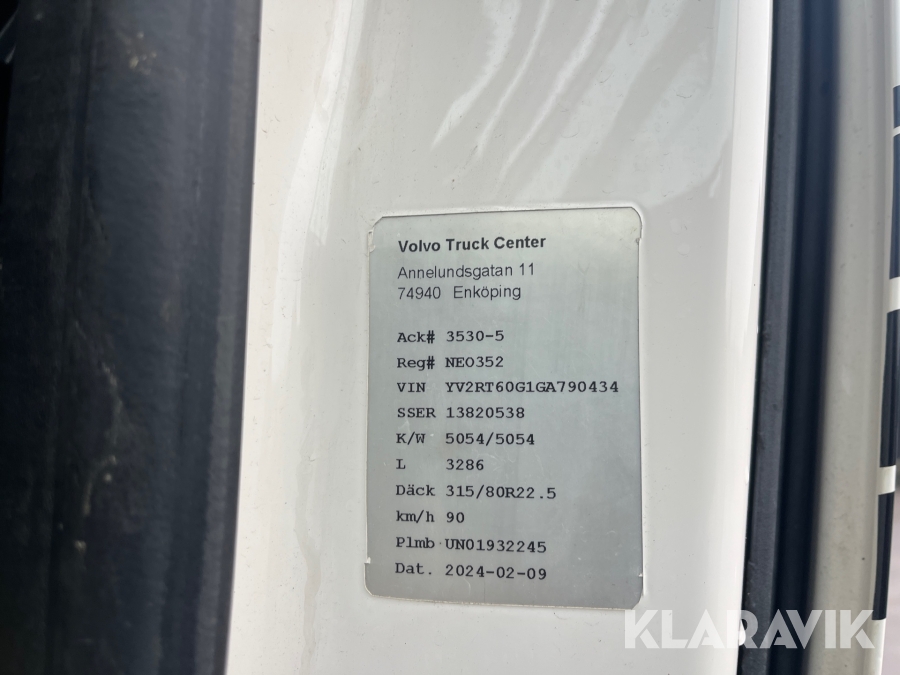 Volvo Truck Center
Annelundsgatan 11
74940 Enköping
Ack# 3530-5
Reg# NEO352
VIN YV2RT60G1GA790434
SSER 13820538
K/W 5054/5054
L 3286
Däck 315/80R22.5
km/h 90
Plmb UN01932245
Dat. 2024-02-09
KLARAVIK